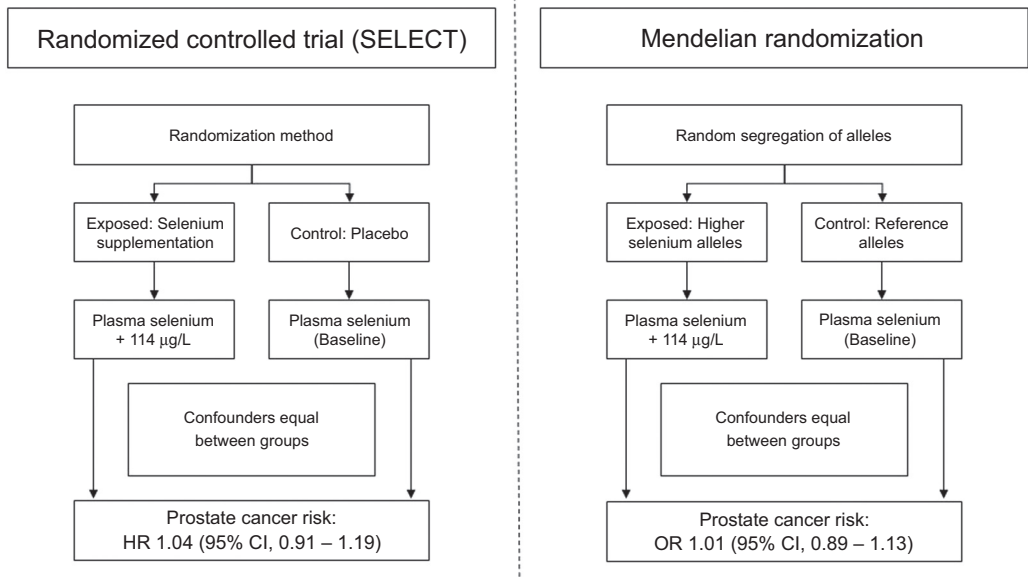 Randomized controlled trial (SELECT)
Randomization method
Exposed: Selenium
supplementation
Control: Placebo
Plasma selenium
+ 114 μg/L
Plasma selenium
(Baseline)
Confounders equal
between groups
Prostate cancer risk:
HR 1.04 (95% CI, 0.91 – 1.19)
Mendelian randomization
Random segregation of alleles
Exposed: Higher
selenium alleles
Control: Reference
alleles
Plasma selenium
+ 114 μg/L
Plasma selenium
(Baseline)
Confounders equal
between groups
Prostate cancer risk:
OR 1.01 (95% CI, 0.89 – 1.13)